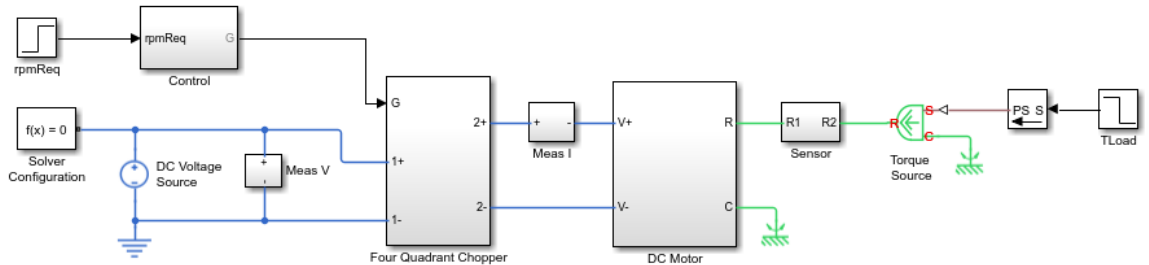 rpmReq
rpmReq G
Control
f(x) = 0
Solver
Configuration
+
-
DC Voltage
Source
+
-
Meas V
G
1+
1-
2+
2-
Four Quadrant Chopper
+ -
Meas I
V+
V-
R
C
DC Motor
R1 R2
Sensor
R
S
C
Torque
Source
PS S
TLoad